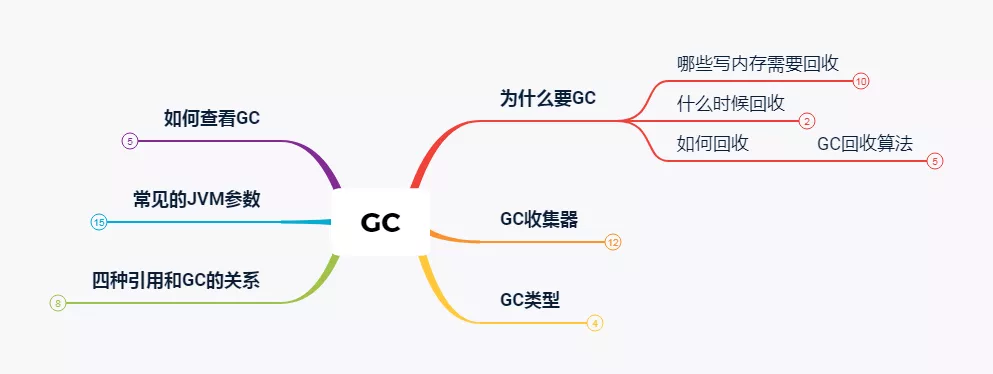 GC
为什么要GC
哪些写内存需要回收
10
什么时候回收
2
如何回收 GC回收算法
5
GC收集器
12
GC类型
4
如何查看GC
5
常见的JVM参数
15
四种引用和GC的关系
8